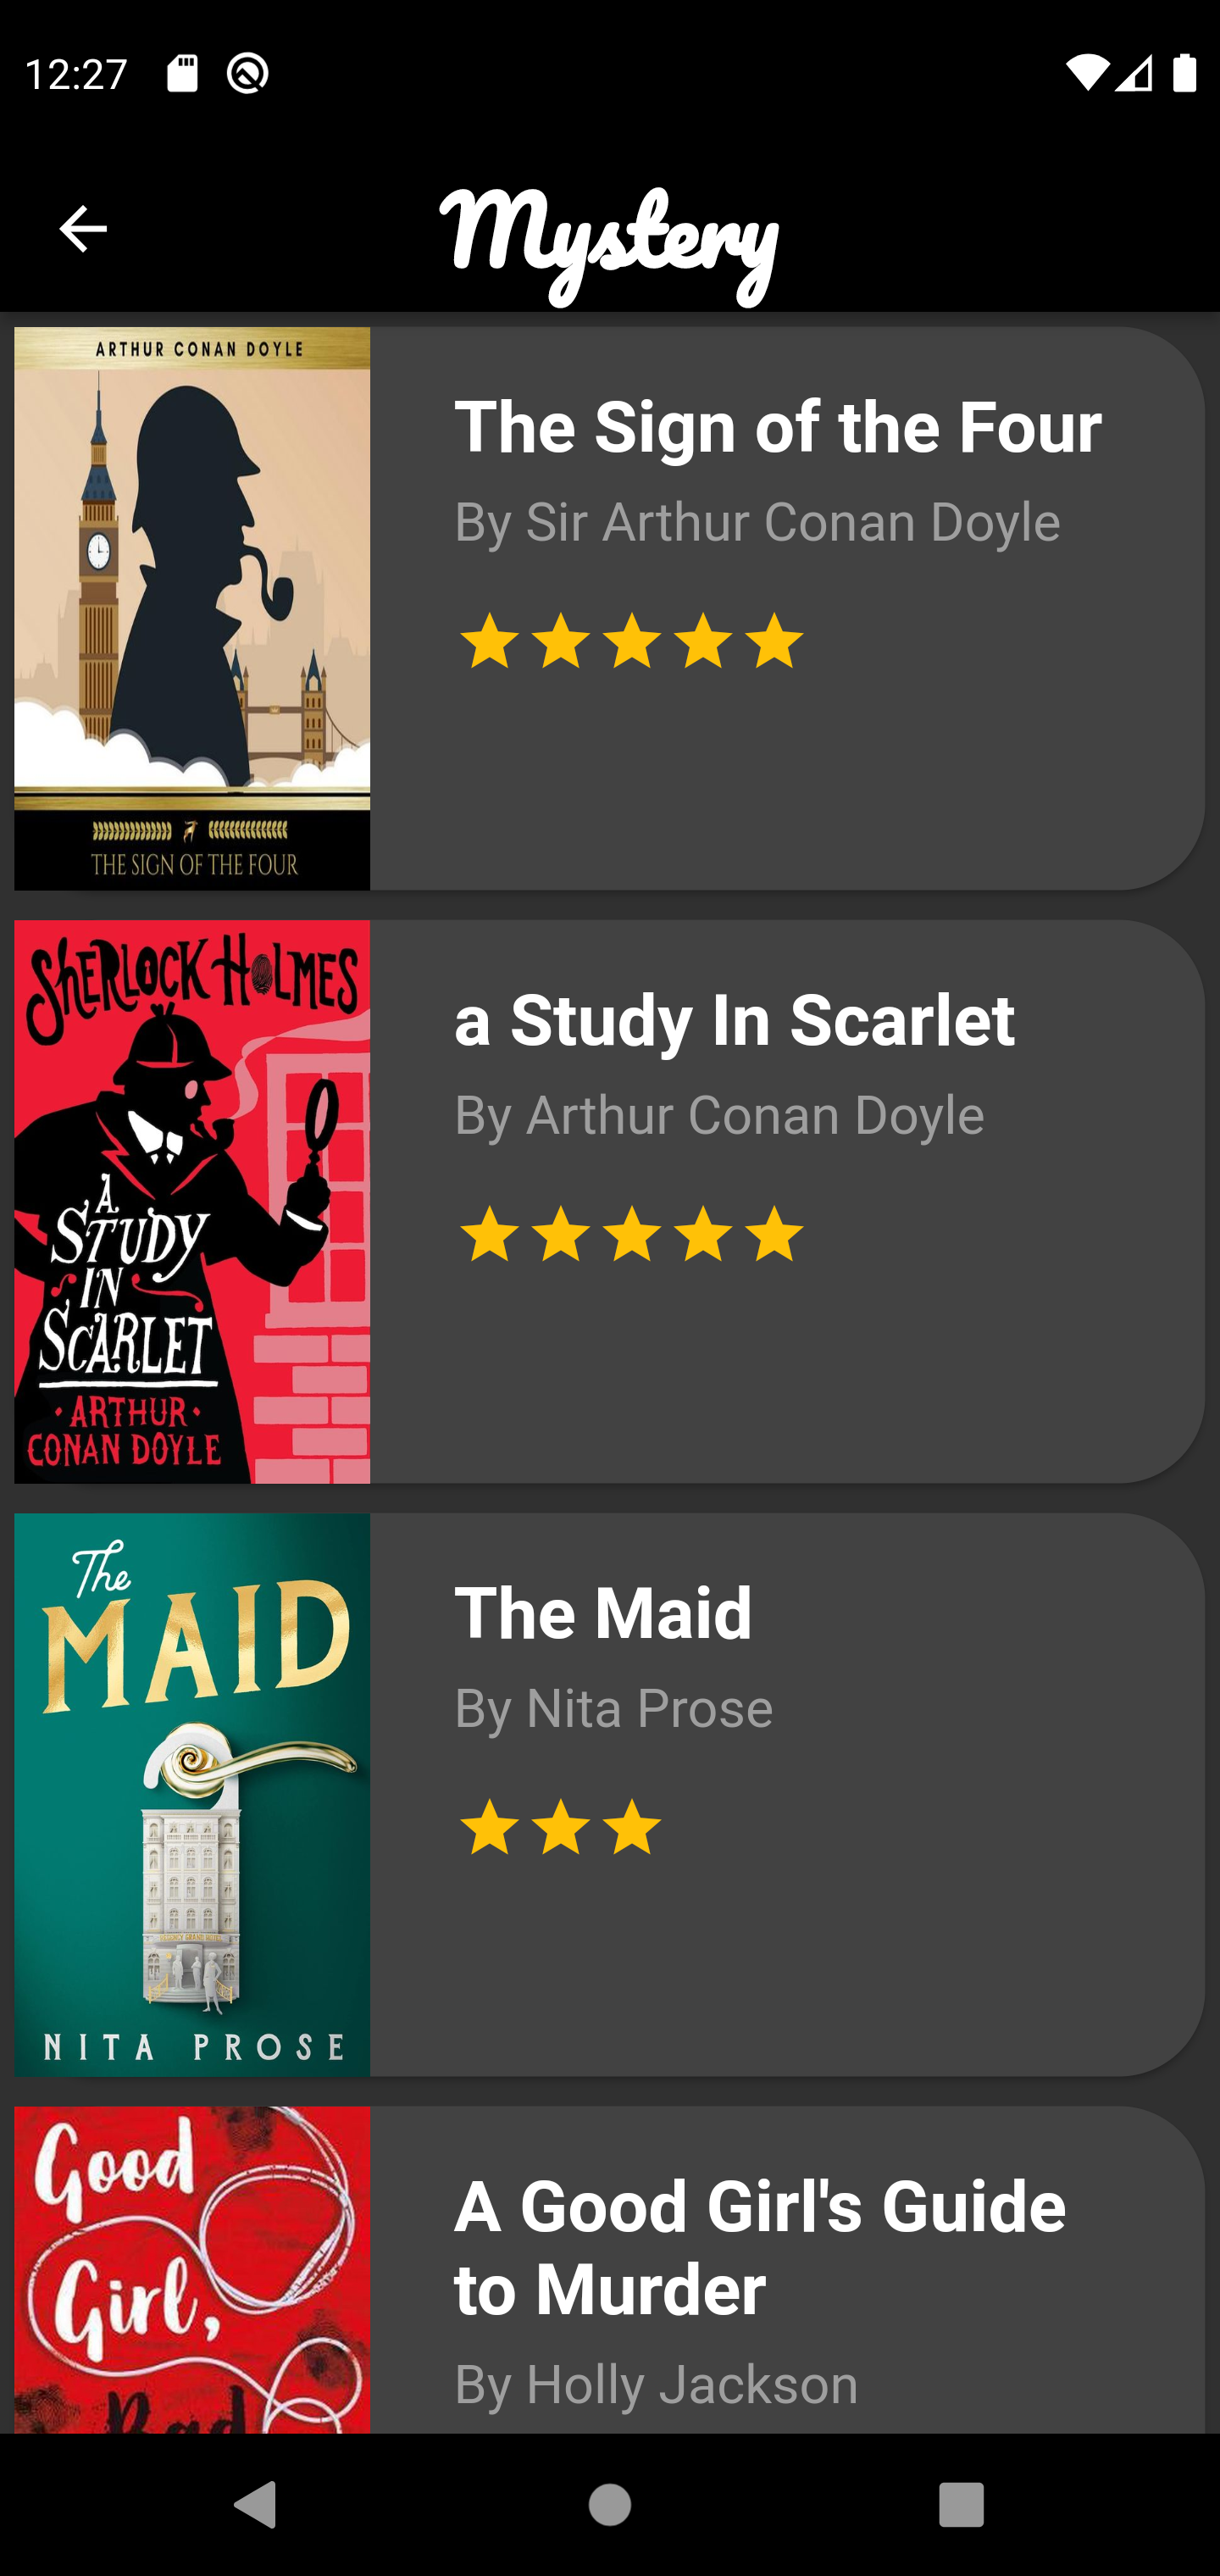 12:27
Mystery
ARTHUR CONAN DOYLE
THE SIGN OF THE FOUR
The Sign of the Four
By Sir Arthur Conan Doyle
SHERLOCK HOLMES
A
STUDY
IN
SCARLET
• ARTHUR •
CONAN DOYLE
a Study In Scarlet
By Arthur Conan Doyle
The
MAID
NITA PROSE
The Maid
By Nita Prose
Good
Girl,
Bad
A Good Girl's Guide
to Murder
By Holly Jackson